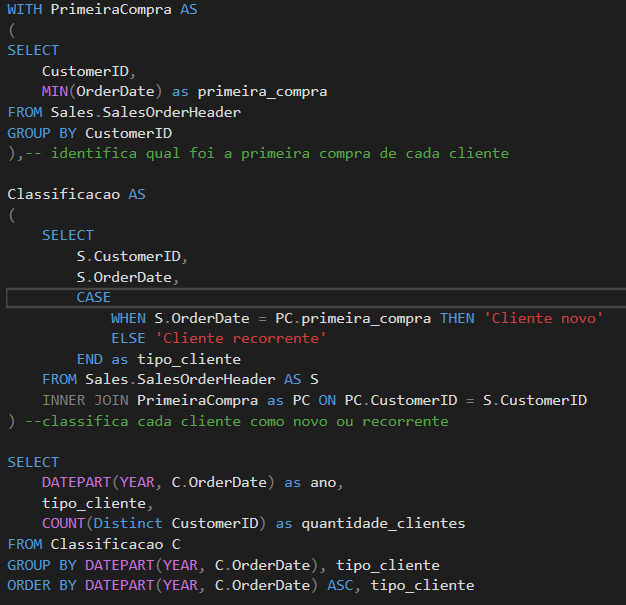 WITH PrimeiraCompra AS
(
SELECT
    CustomerID,
    MIN(OrderDate) as primeira_compra
FROM Sales.SalesOrderHeader
GROUP BY CustomerID
),-- identifica qual foi a primeira compra de cada cliente

Classificacao AS
(
    SELECT
        S.CustomerID,
        S.OrderDate,
        CASE
            WHEN S.OrderDate = PC.primeira_compra THEN 'Cliente novo'
            ELSE 'Cliente recorrente'
        END as tipo_cliente
    FROM Sales.SalesOrderHeader AS S
    INNER JOIN PrimeiraCompra as PC ON PC.CustomerID = S.CustomerID
) --classifica cada cliente como novo ou recorrente

SELECT
    DATEPART(YEAR, C.OrderDate) as ano,
    tipo_cliente,
    COUNT(Distinct CustomerID) as quantidade_clientes
FROM Classificacao C
GROUP BY DATEPART(YEAR, C.OrderDate), tipo_cliente
ORDER BY DATEPART(YEAR, C.OrderDate) ASC, tipo_cliente